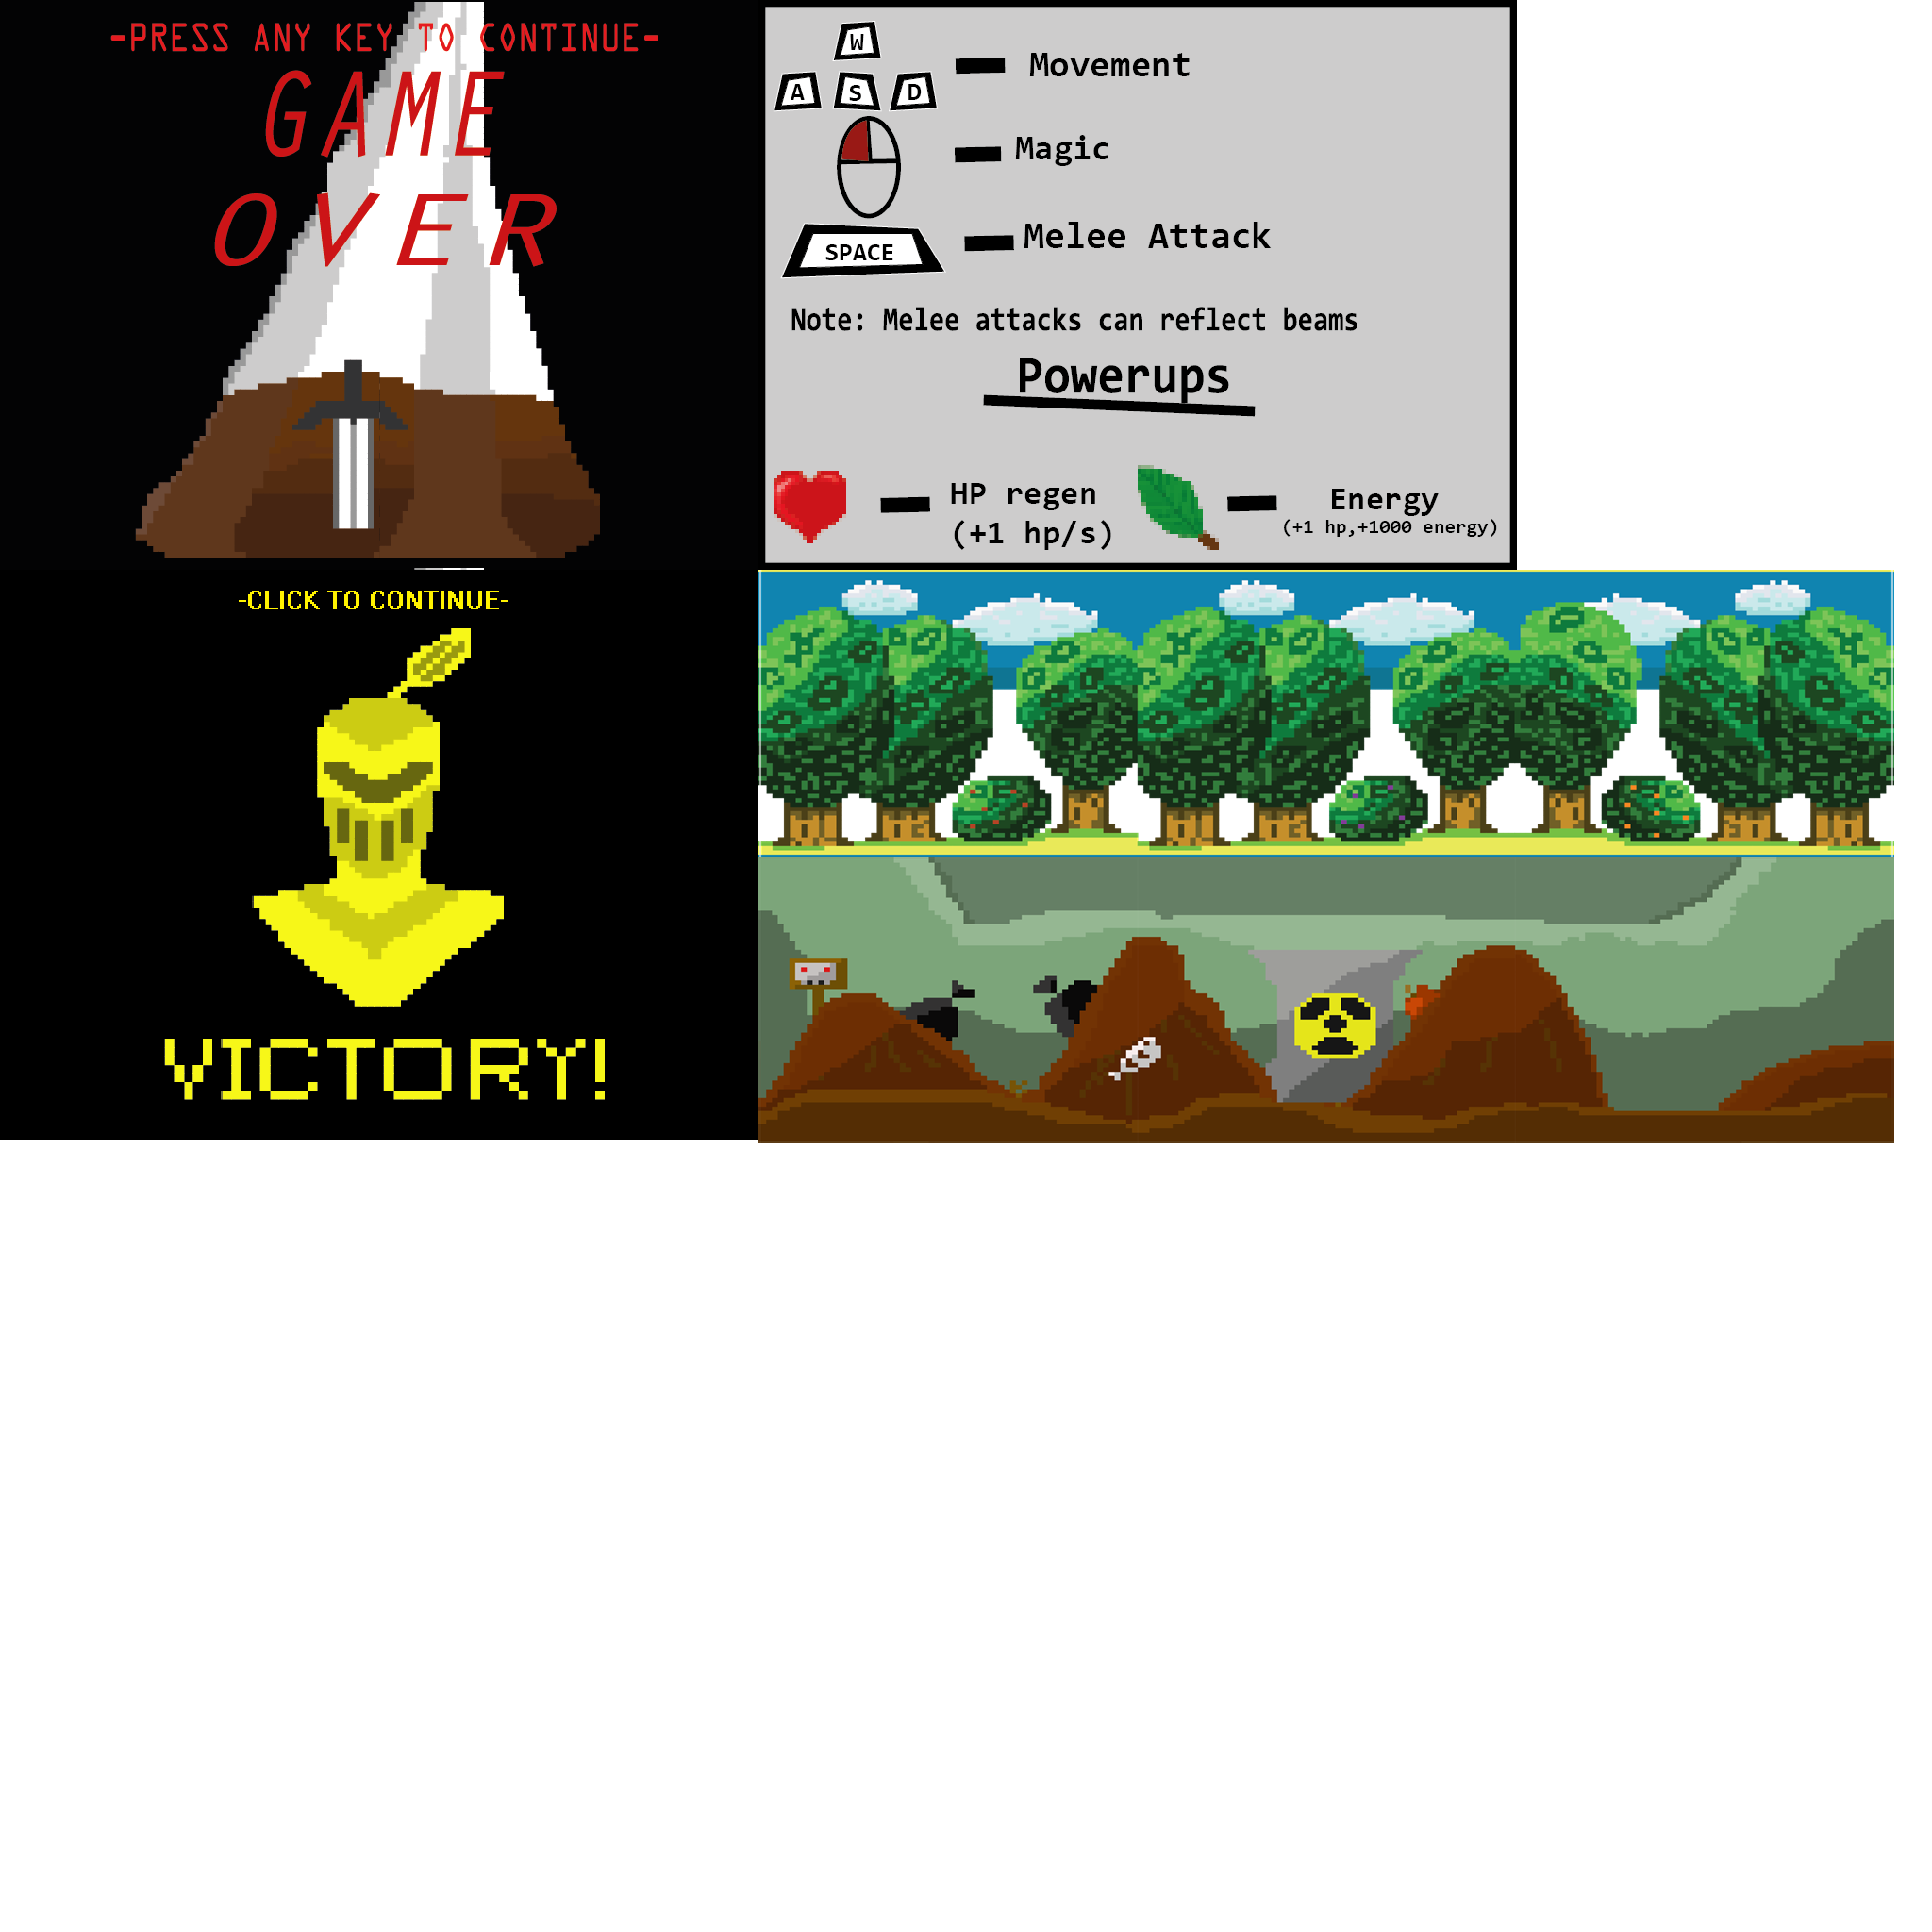 -PRESS ANY KEY TO CONTINUE-
GAME
OVER
W
A S D
Movement
Magic
SPACE
Melee Attack
Note: Melee attacks can reflect beams
Powerups
HP regen
(+1 hp/s)
Energy
(+1 hp,+1000 energy)
-CLICK TO CONTINUE-
VICTORY!